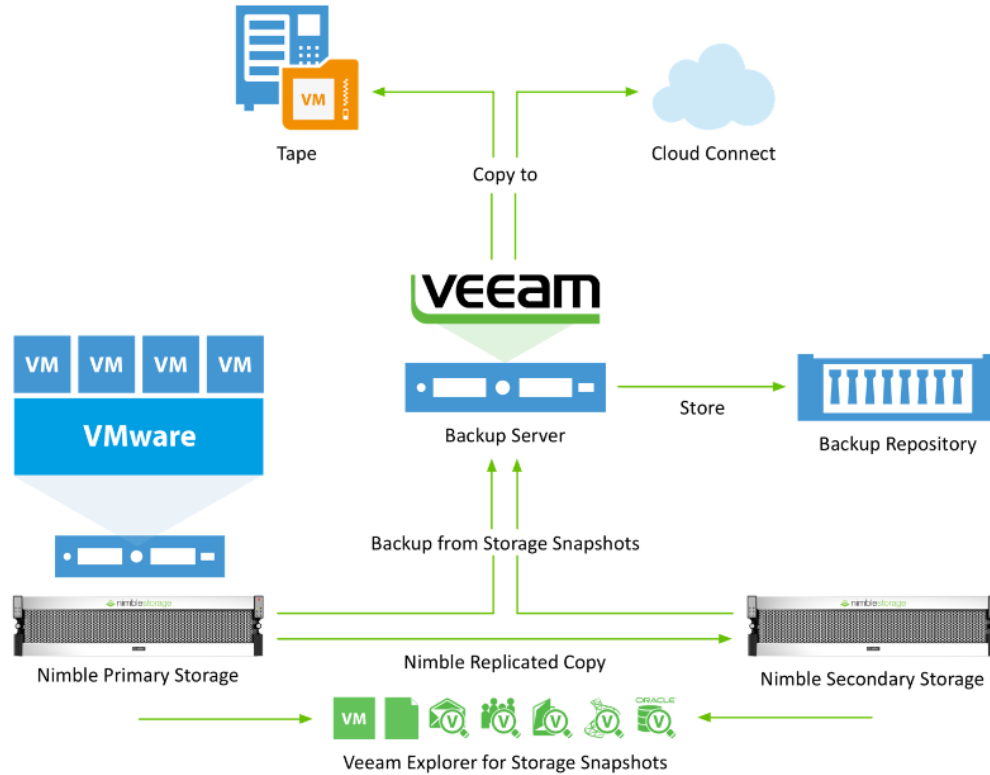 VM
Tape
Cloud Connect
Copy to
veeam
VM VM VM VM
VMware
Backup Server
Store
Backup Repository
Backup from Storage Snapshots
nimblestorage
nimblestorage
Nimble Primary Storage
Nimble Replicated Copy
Nimble Secondary Storage
VM
V V V V V
ORACLE
Veeam Explorer for Storage Snapshots